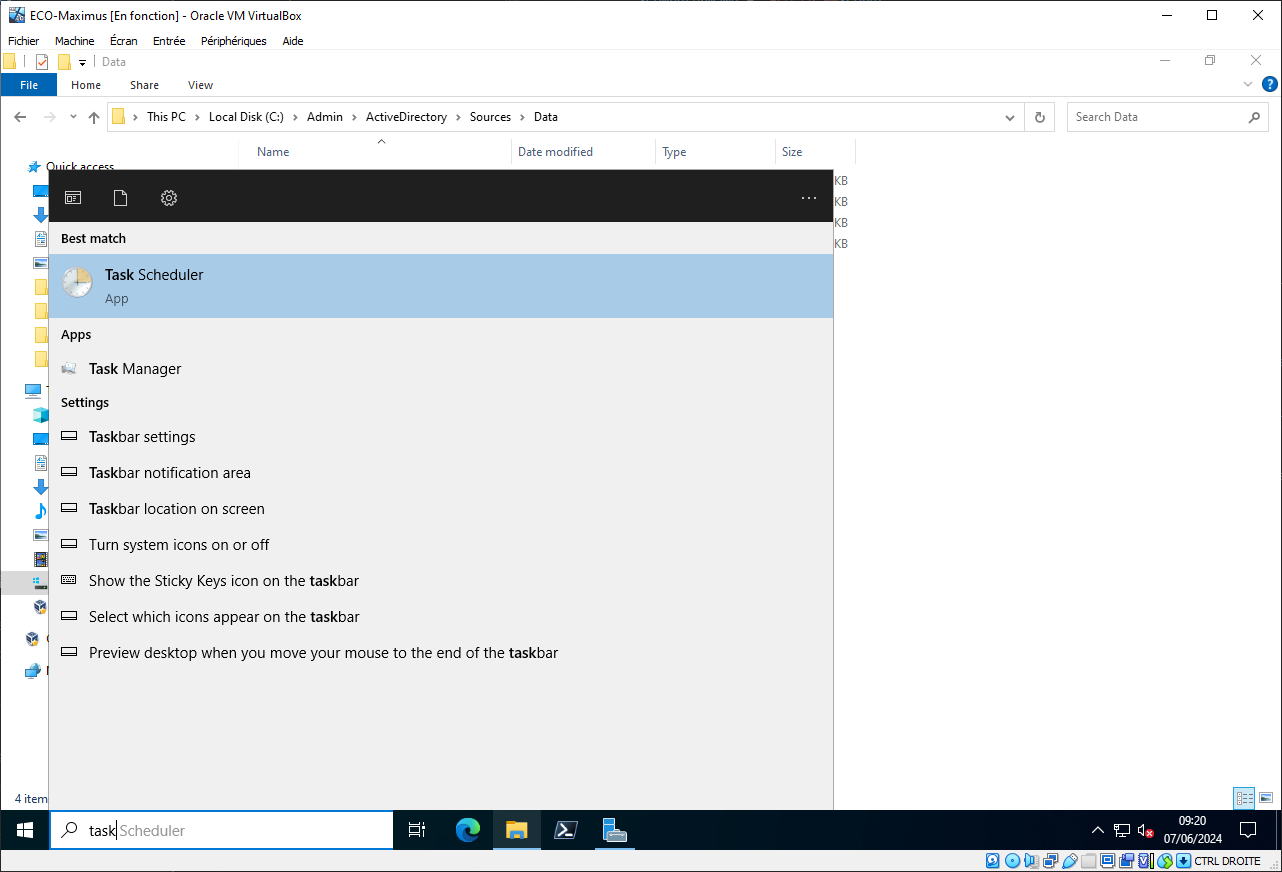 ECO-Maximus [En fonction] - Oracle VM VirtualBox
Fichier Machine Écran Entrée Périphériques Aide
Data
File Home Share View
This PC Local Disk (C:) Admin ActiveDirectory Sources Data
Search Data
Name Date modified Type Size
Quick access
KB
KB
KB
KB
Best match
Task Scheduler
App
Apps
Task Manager
Settings
Taskbar settings
Taskbar notification area
Taskbar location on screen
Turn system icons on or off
Show the Sticky Keys icon on the taskbar
Select which icons appear on the taskbar
Preview desktop when you move your mouse to the end of the taskbar
4 item
task Scheduler
09:20
07/06/2024
CTRL DROITE